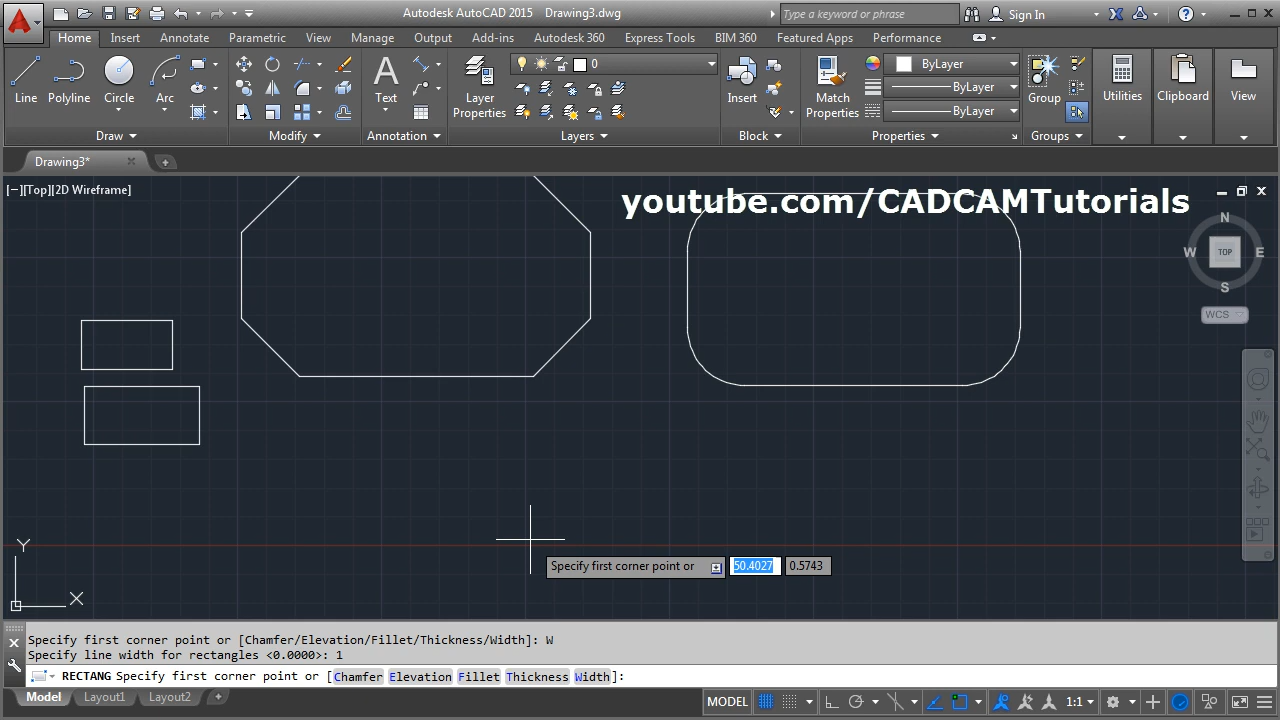 Autodesk AutoCAD 2015 Drawing3.dwg
Type a keyword or phrase
Sign In
Home Insert Annotate Parametric View Manage Output Add-ins Autodesk 360 Express Tools BIM 360 Featured Apps Performance
Line Polyline Circle Arc
Draw
Modify
Text
Annotation
Layer
Properties
0
Layers
Insert
Block
Match
Properties
ByLayer
ByLayer
ByLayer
Properties
Group
Groups
Utilities
Clipboard
View
Drawing3*
[−][Top][2D Wireframe]
youtube.com/CADCAMTutorials
N
W TOP E
S
WCS
Y
X
Specify first corner point or 50.4027 0.5743
Specify first corner point or [Chamfer/Elevation/Fillet/Thickness/Width]: W
Specify line width for rectangles <0.0000>: 1
RECTANG Specify first corner point or [Chamfer Elevation Fillet Thickness Width]:
Model Layout1 Layout2 +
MODEL 1:1